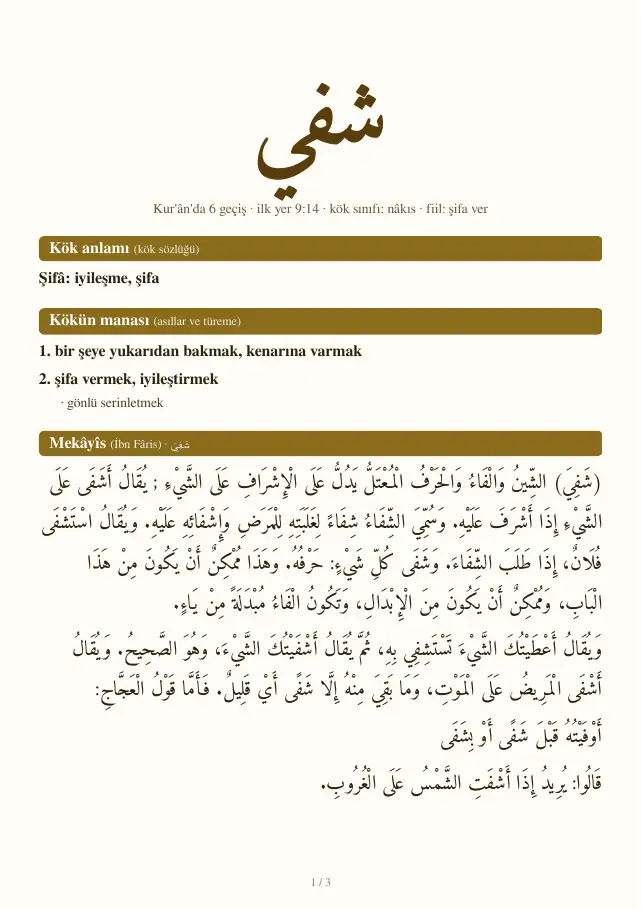 شفي
Kur'ân'da 6 geçiş · ilk yer 9:14 · kök sınıfı: nâkıs · fiil: şifa ver
Kök anlamı (kök sözlüğü)
Şifâ: iyileşme, şifa
Kökün manası (asıllar ve türeme)
1. bir şeye yukarıdan bakmak, kenarına varmak
2. şifa vermek, iyileştirmek
· gönlü serinletmek
Mekâyîs (İbn Fâris) · شَفِيَ
(شَفِيَ) الشِّينُ وَالْفَاءُ وَالْحَرْفُ الْمُعْتَلُّ يَدُلُّ عَلَى الْإِشْرَافِ عَلَى الشَّيْءِ ; يُقَالُ أَشْفَى عَلَى
الشَّيْءِ إِذَا أَشْرَفَ عَلَيْهِ. وَسُمِّيَ الشِّفَاءُ شِفَاءً لِغَلَبَتِهِ لِلْمَرَضِ وَإِشْفَائِهِ عَلَيْهِ. وَيُقَالُ اسْتَشْفَى
فُلَانٌ، إِذَا طَلَبَ الشِّفَاءَ. وَشَفَى كُلِّ شَيْءٍ: حَرْفُهُ. وَهَذَا مُمْكِنٌ أَنْ يَكُونَ مِنْ هَذَا
الْبَابِ، وَمُمْكِنٌ أَنْ يَكُونَ مِنَ الْإِبْدَالِ، وَتَكُونُ الْفَاءُ مُبْدَلَةً مِنْ يَاءٍ.
وَيُقَالُ أَعْطَيْتُكَ الشَّيْءَ تَسْتَشْفِي بِهِ، ثُمَّ يُقَالُ أَشْفَيْتُكَ الشَّيْءَ، وَهُوَ الصَّحِيحُ. وَيُقَالُ
أَشْفَى الْمَرِيضُ عَلَى الْمَوْتِ، وَمَا بَقِيَ مِنْهُ إِلَّا شَفًى أَيْ قَلِيلٌ. فَأَمَّا قَوْلُ الْعَجَّاجِ:
أَوْفَيْتُهُ قَبْلَ شَفًى أَوْ بِشَفَى
قَالُوا: يُرِيدُ إِذَا أَشْفَتِ الشَّمْسُ عَلَى الْغُرُوبِ.
1 / 3